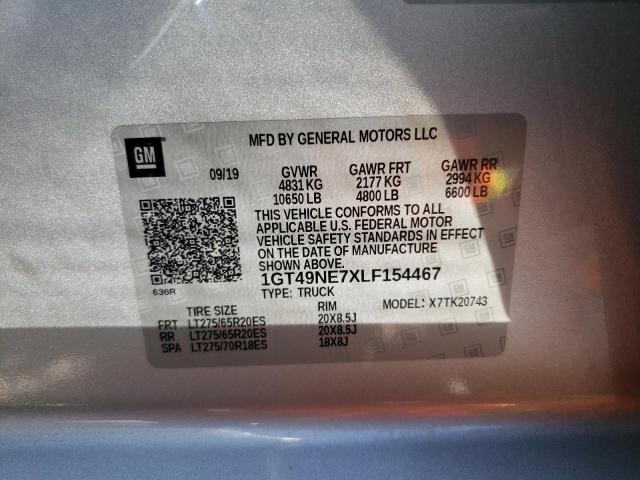 MFD BY GENERAL MOTORS LLC
GM
09/19 GVWR GAWR FRT GAWR RR
4831 KG 2177 KG 2994 KG
10650 LB 4800 LB 6600 LB
THIS VEHICLE CONFORMS TO ALL
APPLICABLE U.S. FEDERAL MOTOR
VEHICLE SAFETY STANDARDS IN EFFECT
ON THE DATE OF MANUFACTURE
SHOWN ABOVE.
636R
1GT49NE7XLF154467
TYPE: TRUCK MODEL: X7TK20743
TIRE SIZE RIM
FRT LT275/65R20ES 20X8.5J
RR LT275/65R20ES 20X8.5J
SPA LT275/70R18ES 18X8J